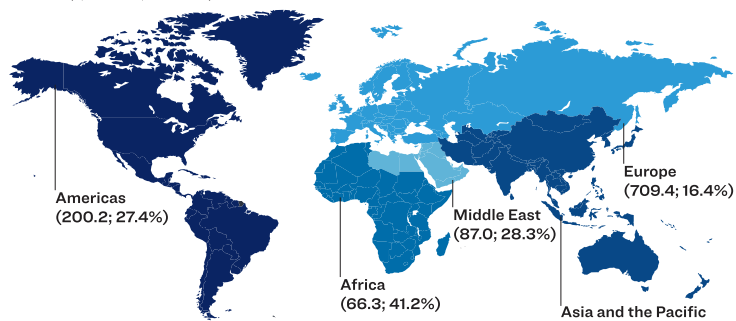 Americas
(200.2; 27.4%)
Europe
(709.4; 16.4%)
Middle East
(87.0; 28.3%)
Africa
(66.3; 41.2%)
Asia and the Pacific